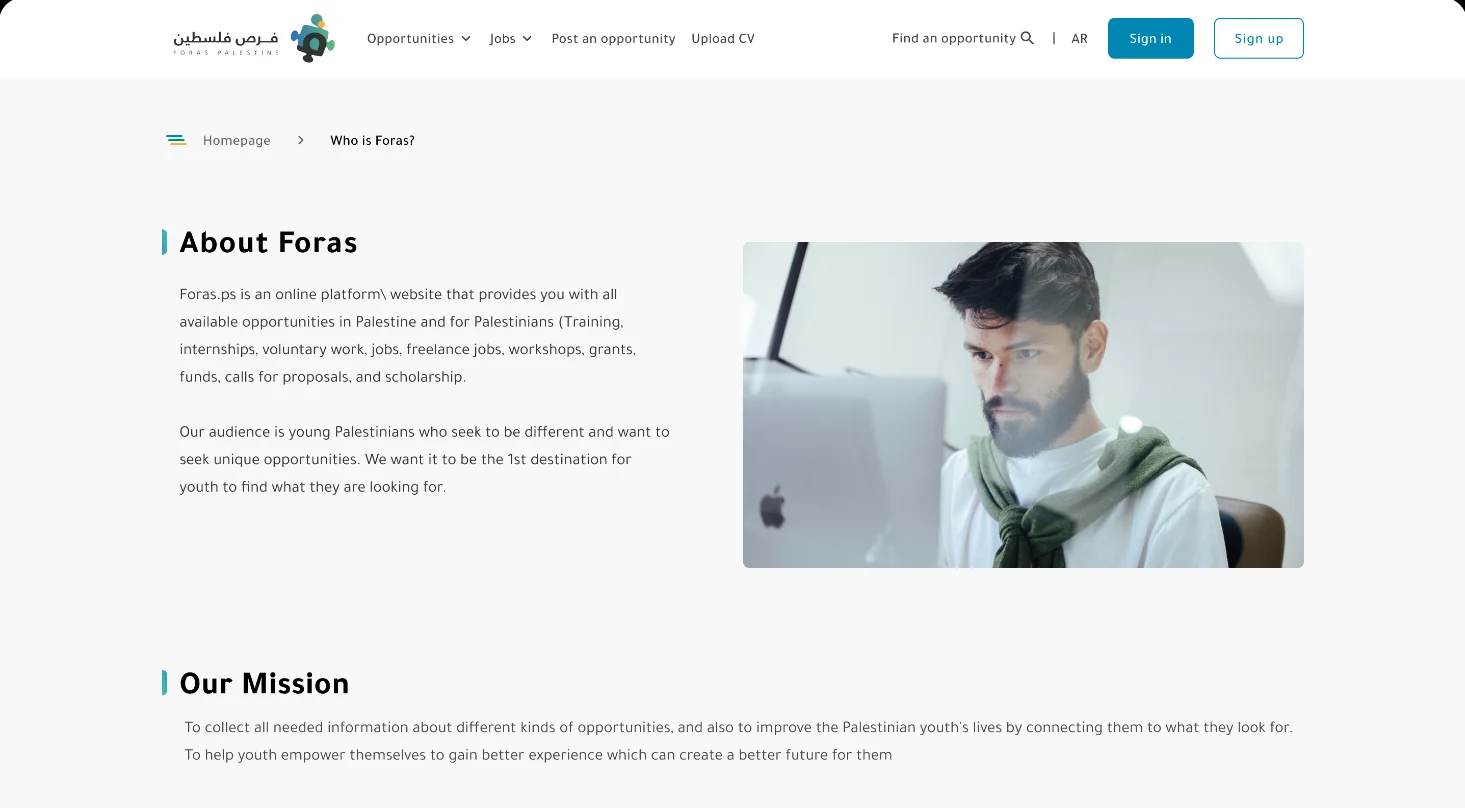 فـرص فلسطين
FORAS PALESTINE
Opportunities
Jobs
Post an opportunity
Upload CV
Find an opportunity
|
AR
Sign in
Sign up
Homepage
Who is Foras?
About Foras
Foras.ps is an online platform\ website that provides you with all
available opportunities in Palestine and for Palestinians (Training,
internships, voluntary work, jobs, freelance jobs, workshops, grants,
funds, calls for proposals, and scholarship.
Our audience is young Palestinians who seek to be different and want to
seek unique opportunities. We want it to be the 1st destination for
youth to find what they are looking for.
Our Mission
To collect all needed information about different kinds of opportunities, and also to improve the Palestinian youth's lives by connecting them to what they look for.
To help youth empower themselves to gain better experience which can create a better future for them